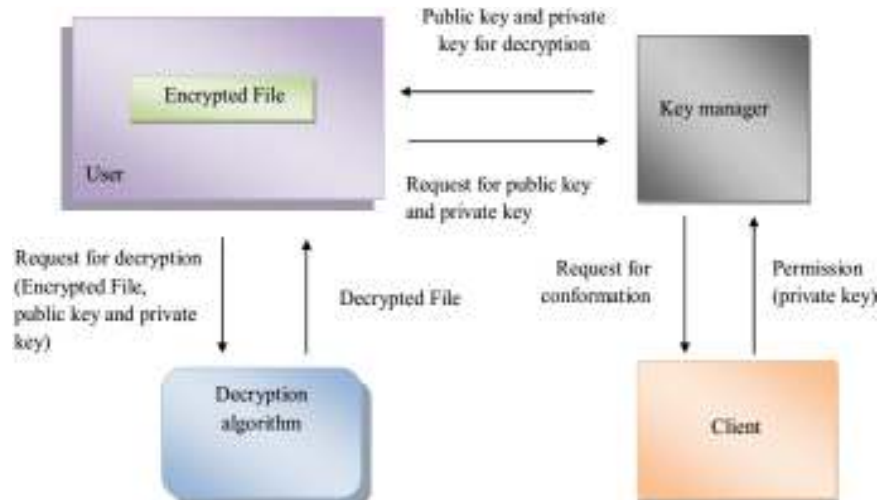 Public key and private
key for decryption
Encrypted File
Key manager
User
Request for public key
and private key
Request for decryption
(Encrypted File,
public key and private
key)
Decrypted File
Request for
conformation
Permission
(private key)
Decryption
algorithm
Client